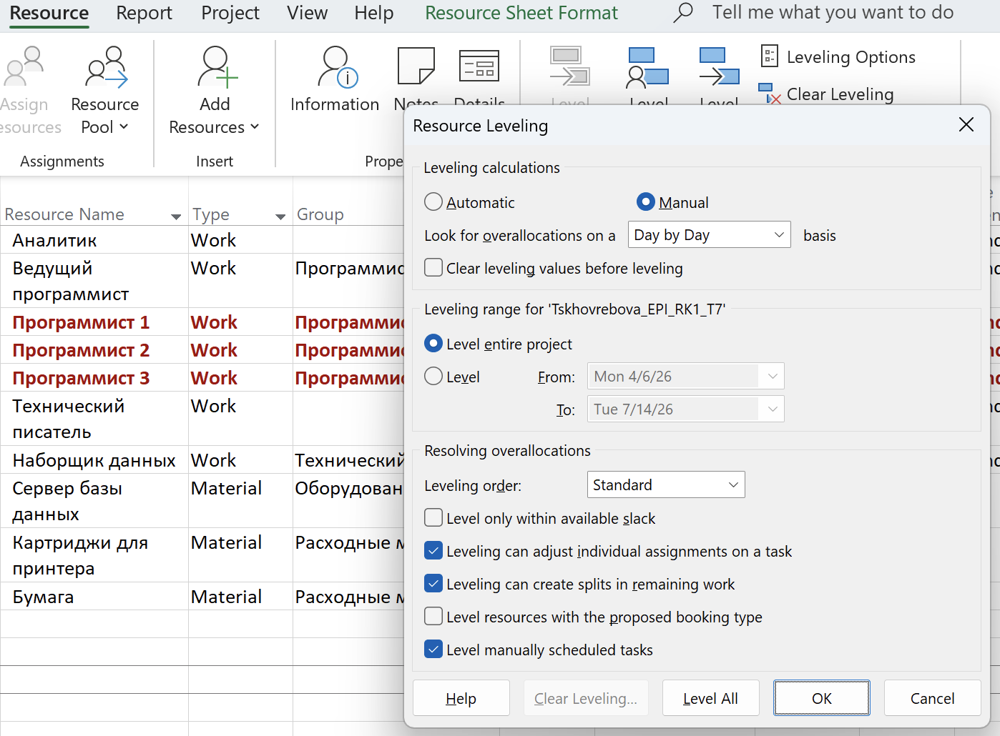 Resource Report Project View Help Resource Sheet Format Tell me what you want to do
Assign
Resource
Pool
Assignments
Add
Resources
Insert
Information
Notes
Details
Level
Level
Level
Leveling Options
Clear Leveling
Resource Name Type Group
Аналитик Work
Ведущий
программист Work
Программист 1 Work
Программист 2 Work
Программист 3 Work
Технический
писатель Work
Наборщик данных Work Технический
Сервер базы
данных Material
Картриджи для
принтера Material Расходные
Бумага Material Расходные
Resource Leveling
Leveling calculations
Automatic Manual
Look for overallocations on a Day by Day basis
Clear leveling values before leveling
Leveling range for 'Tskhovrebova_EPI_RK1_T7'
Level entire project
Level From: Mon 4/6/26
To: Tue 7/14/26
Resolving overallocations
Leveling order: Standard
Level only within available slack
Leveling can adjust individual assignments on a task
Leveling can create splits in remaining work
Level resources with the proposed booking type
Level manually scheduled tasks
Help Clear Leveling... Level All OK Cancel